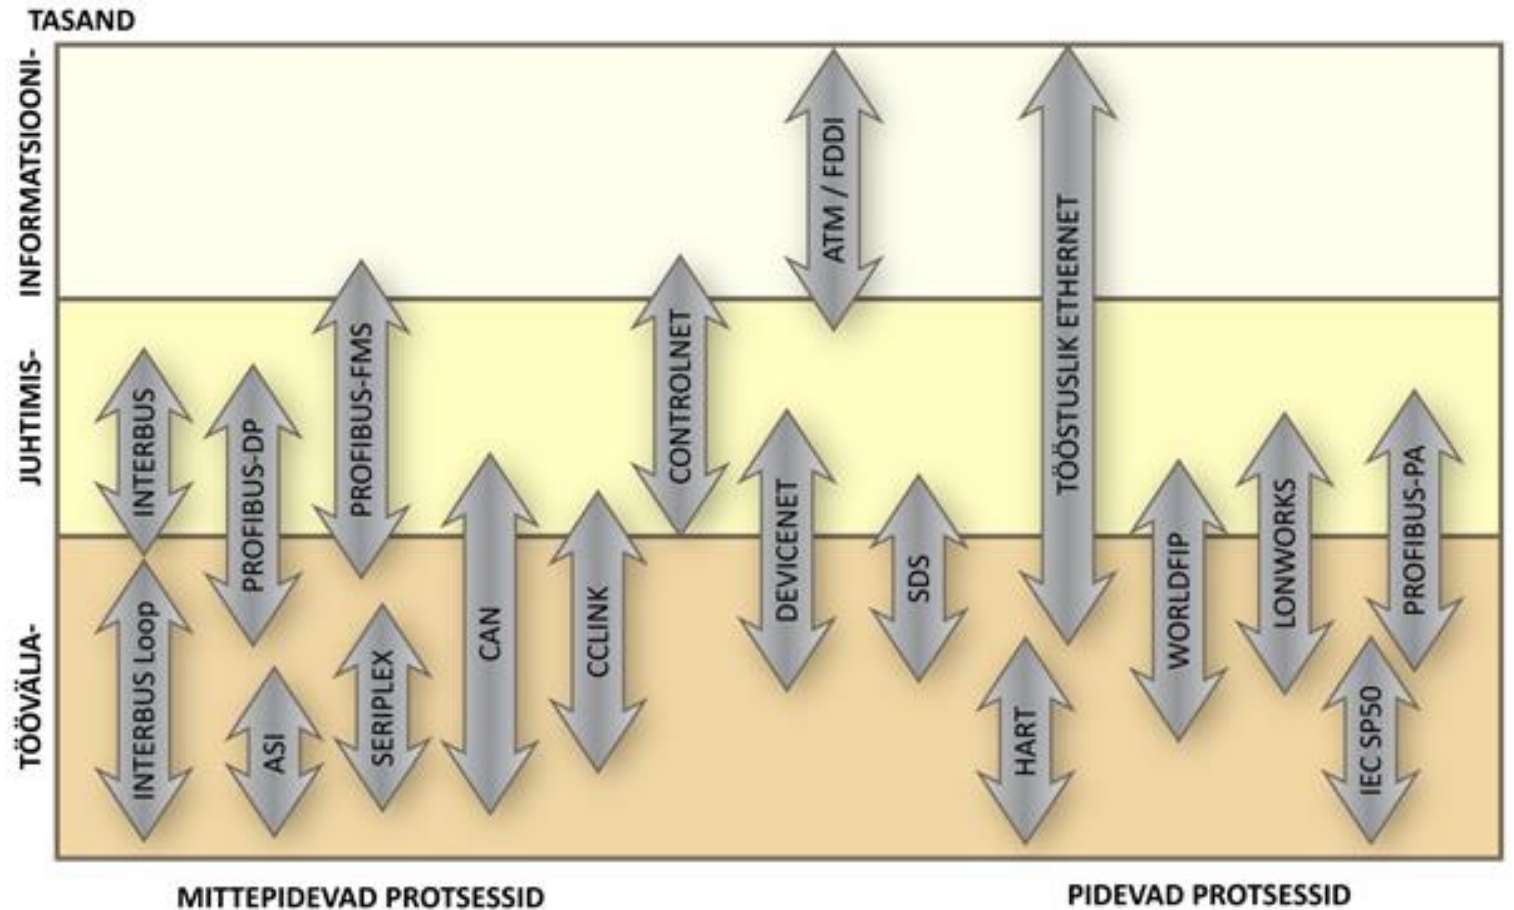 TASAND
INFORMATSIOONI-
JUHTIMIS-
TÖÖVÄLJA-
INTERBUS
INTERBUS Loop
PROFIBUS-DP
ASI
PROFIBUS-FMS
SERIPLEX
CAN
CCLINK
CONTROLNET
DEVICENET
ATM / FDDI
SDS
HART
TÖÖSTUSLIK ETHERNET
WORLDFIP
LONWORKS
IEC SP50
PROFIBUS-PA
MITTEPIDEVAD PROTSESSID
PIDEVAD PROTSESSID